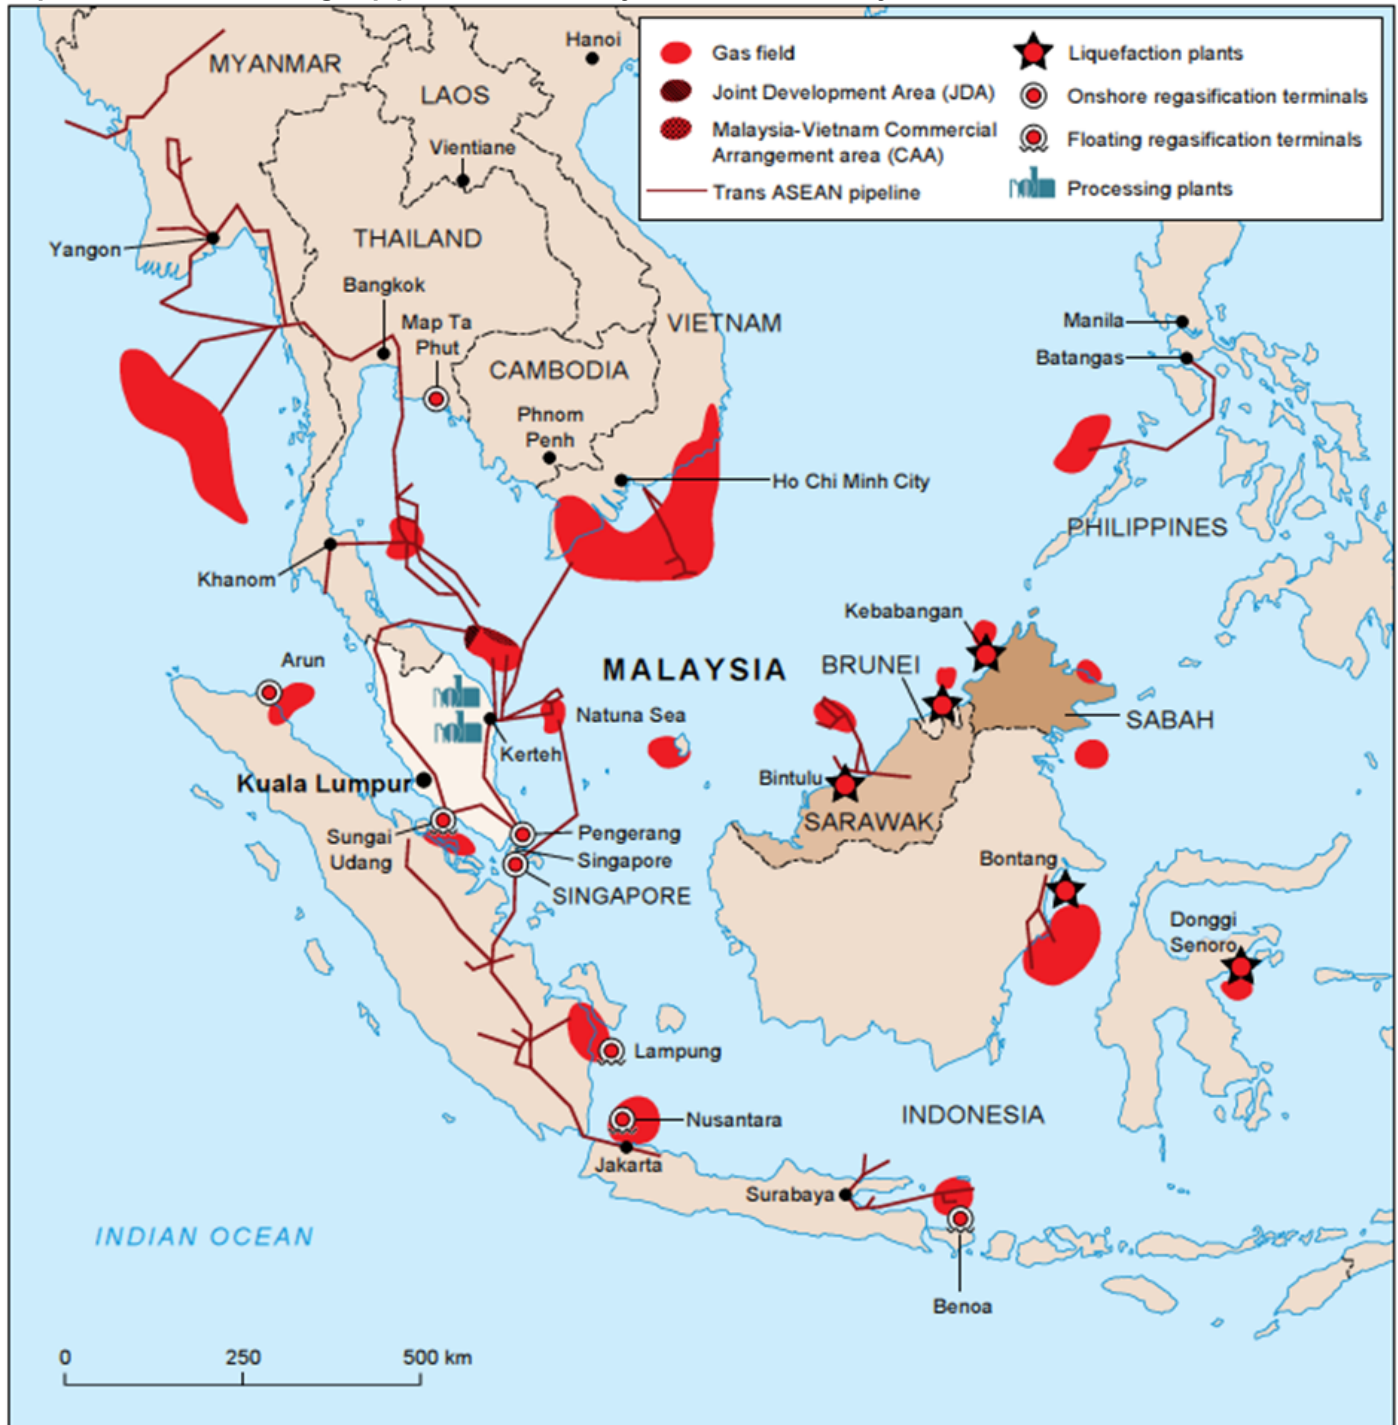 Hanoi
MYANMAR
LAOS
Vientiane
Yangon
THAILAND
Bangkok
Map Ta
Phut
VIETNAM
CAMBODIA
Phnom
Penh
Ho Chi Minh City
Khanom
Gas field
Joint Development Area (JDA)
Malaysia-Vietnam Commercial
Arrangement area (CAA)
Trans ASEAN pipeline
Liquefaction plants
Onshore regasification terminals
Floating regasification terminals
Processing plants
Manila
Batangas
PHILIPPINES
Kebabangan
Arun
MALAYSIA
BRUNEI
Natuna Sea
SABAH
Kerteh
Kuala Lumpur
Bintulu
SARAWAK
Sungai
Udang
Pengerang
Singapore
SINGAPORE
Bontang
Donggi
Senoro
Lampung
Nusantara
INDONESIA
Jakarta
Surabaya
INDIAN OCEAN
Benoa
0 250 500 km